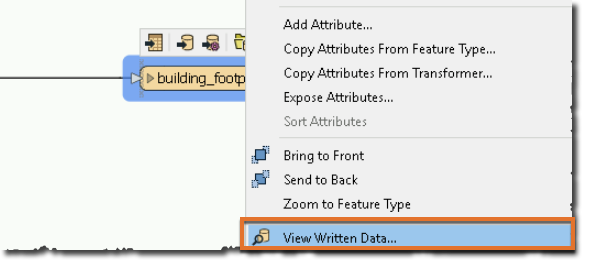 building_footp
Add Attribute...
Copy Attributes From Feature Type...
Copy Attributes From Transformer...
Expose Attributes...
Sort Attributes
Bring to Front
Send to Back
Zoom to Feature Type
View Written Data...